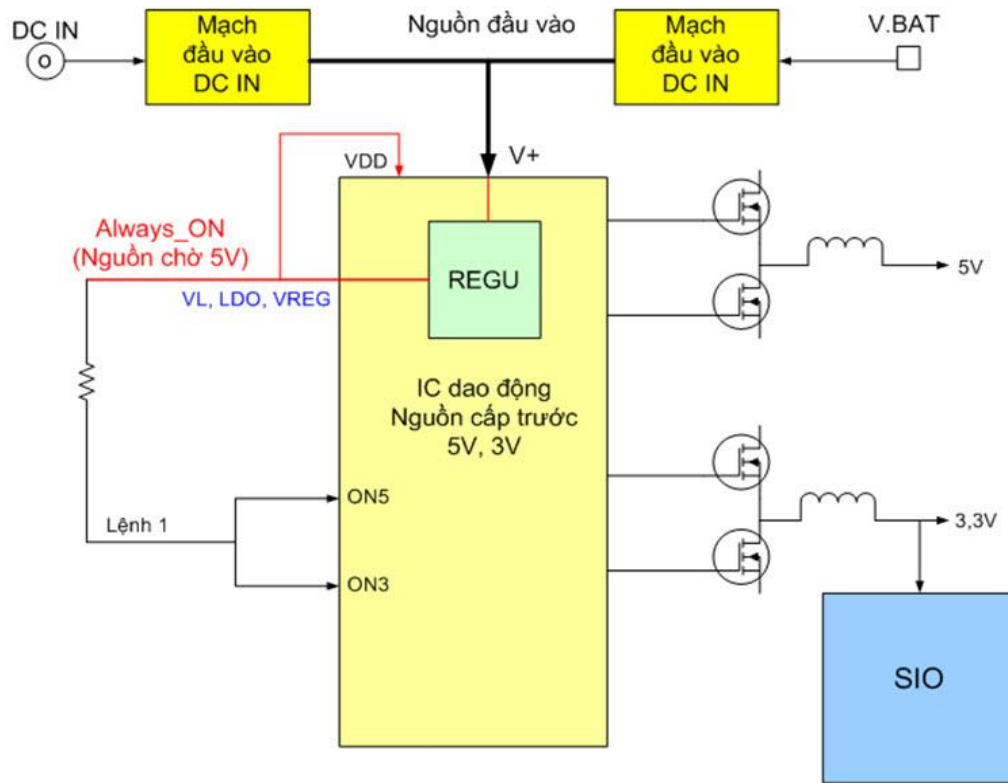 DC IN
Mạch
đầu vào
DC IN
Nguồn đầu vào
Mạch
đầu vào
DC IN
V.BAT
VDD
V+
Always_ON
(Nguồn chờ 5V)
VL, LDO, VREG
REGU
5V
IC dao động
Nguồn cấp trước
5V, 3V
ON5
Lệnh 1
ON3
3,3V
SIO